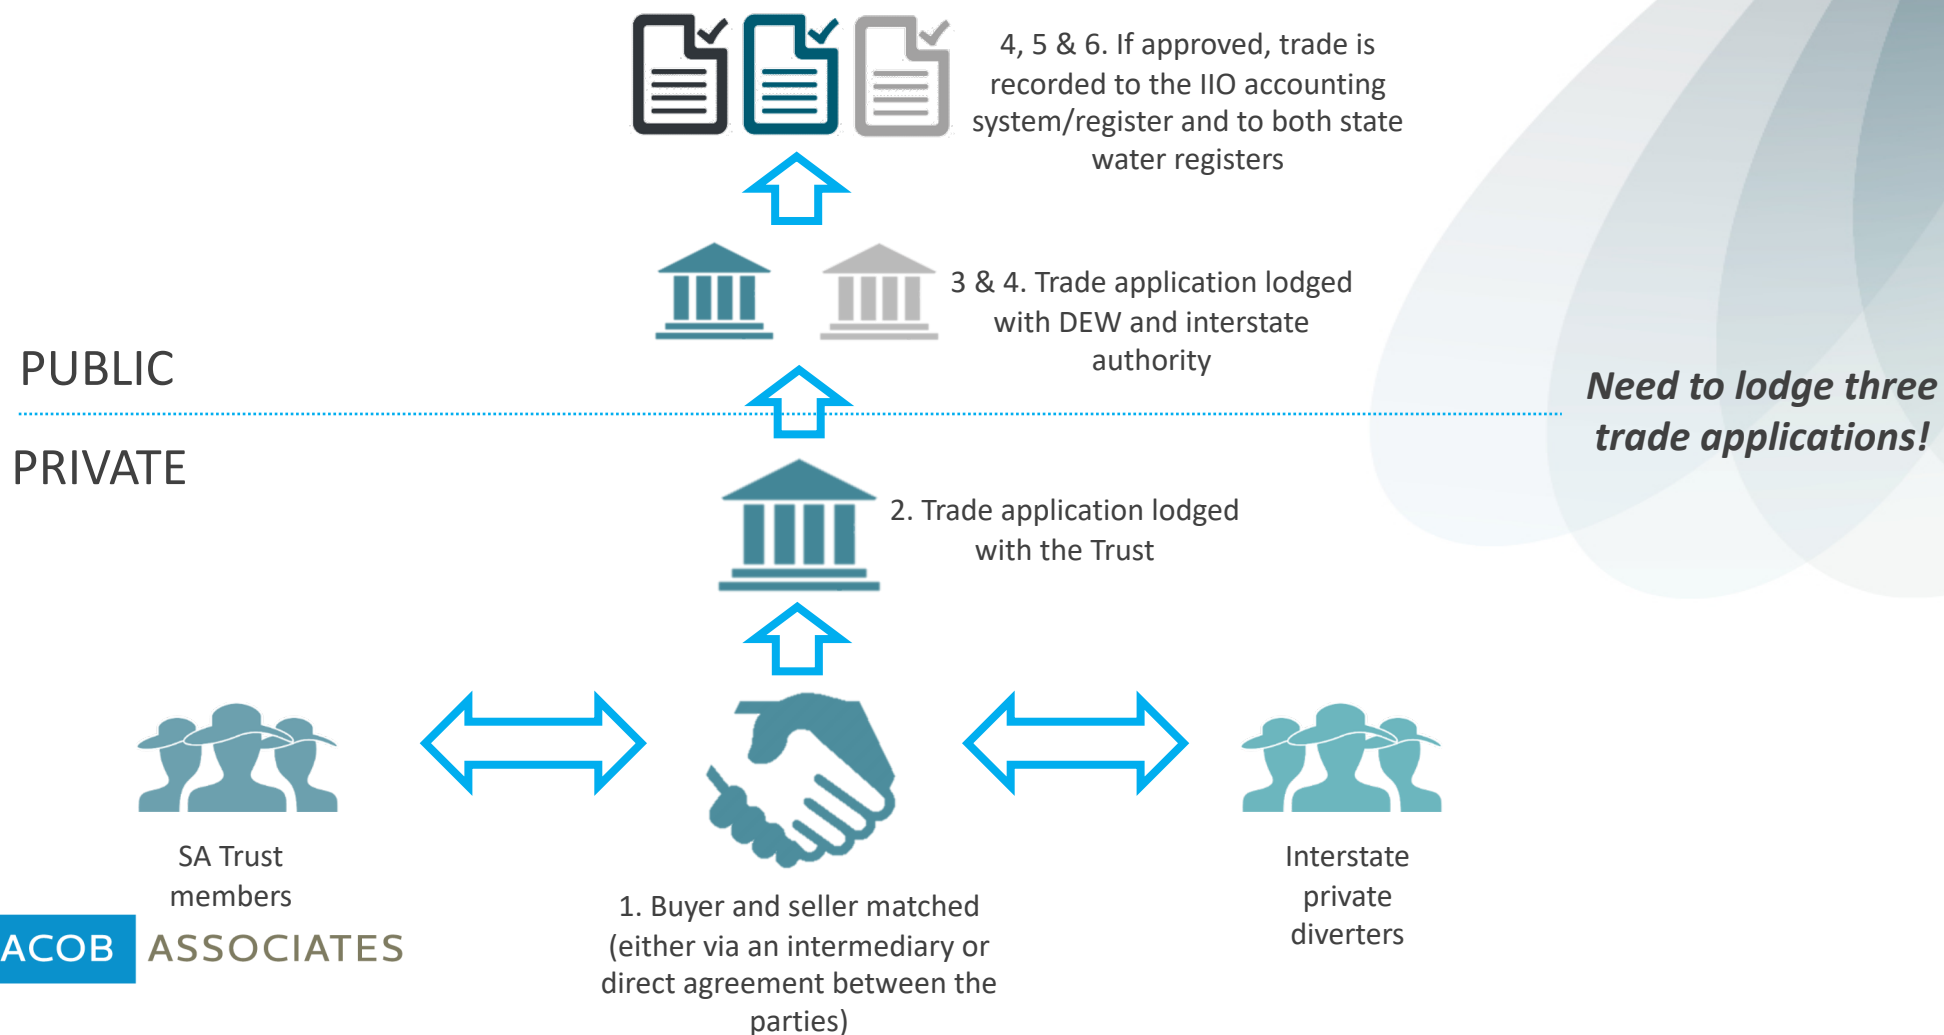 4, 5 & 6. If approved, trade is
recorded to the IIO accounting
system/register and to both state
water registers
3 & 4. Trade application lodged
with DEW and interstate
authority
PUBLIC
Need to lodge three
trade applications!
PRIVATE
2. Trade application lodged
with the Trust
SA Trust
members
Interstate
private
diverters
1. Buyer and seller matched
(either via an intermediary or
direct agreement between the
parties)
ACOB ASSOCIATES